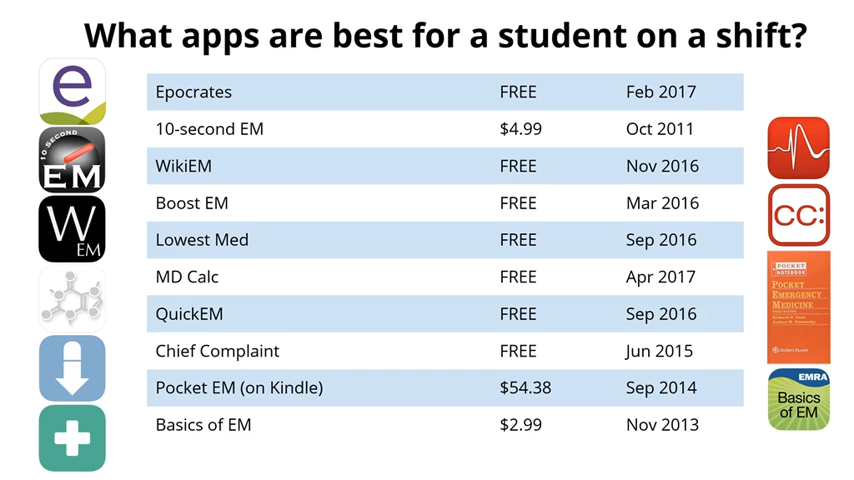 What apps are best for a student on a shift?
Epocrates FREE Feb 2017
10-second EM $4.99 Oct 2011
WikiEM FREE Nov 2016
Boost EM FREE Mar 2016
Lowest Med FREE Sep 2016
MD Calc FREE Apr 2017
QuickEM FREE Sep 2016
Chief Complaint FREE Jun 2015
Pocket EM (on Kindle) $54.38 Sep 2014
Basics of EM $2.99 Nov 2013
e
10 SECOND
EM
W
EM
CC:
POCKET
NOTEBOOK
POCKET
EMERGENCY
MEDICINE
EMRA
Basics
of EM